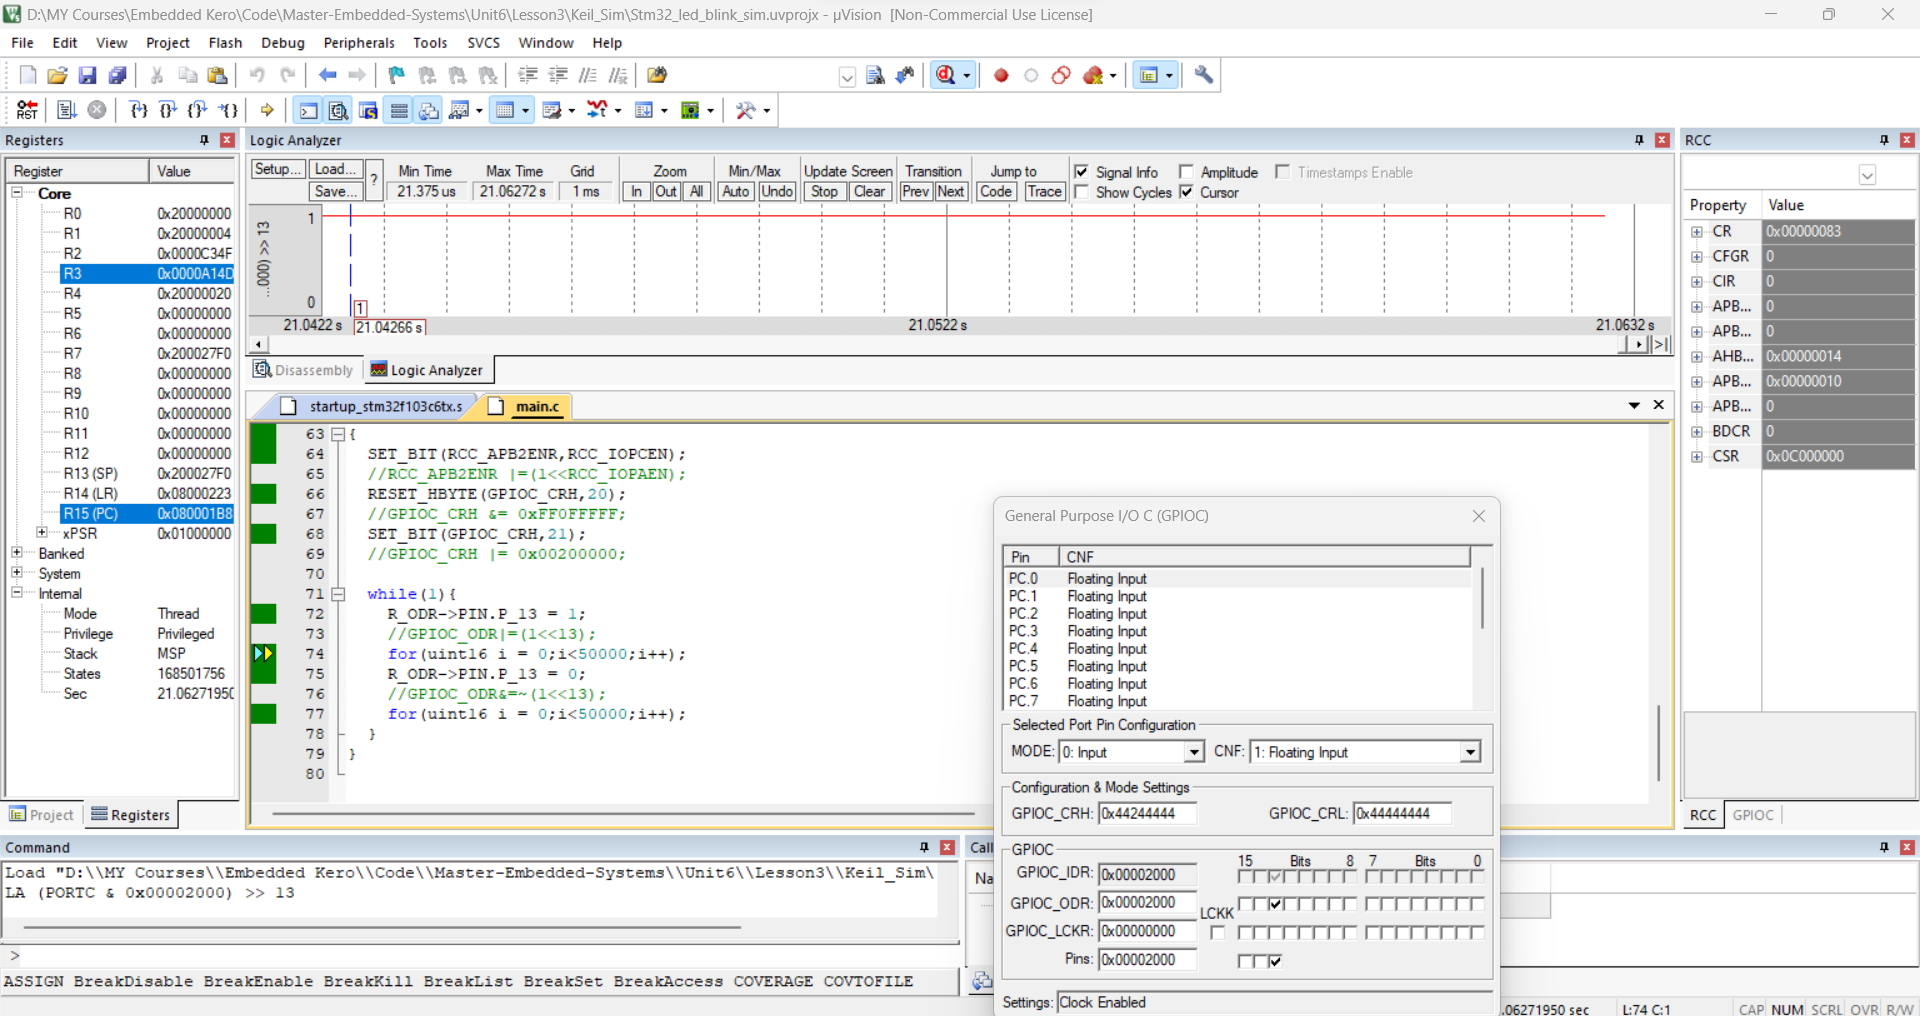 D:\MY Courses\Embedded Kero\Code\Master-Embedded-Systems\Unit6\Lesson3\Keil_Sim\Stm32_led_blink_sim.uvprojx - µVision [Non-Commercial Use License]
File Edit View Project Flash Debug Peripherals Tools SVCS Window Help
RST
Registers
Register Value
Core
R0 0x20000000
R1 0x20000004
R2 0x0000C34F
R3 0x0000A14D
R4 0x20000020
R5 0x00000000
R6 0x00000000
R7 0x200027F0
R8 0x00000000
R9 0x00000000
R10 0x00000000
R11 0x00000000
R12 0x00000000
R13 (SP) 0x200027F0
R14 (LR) 0x08000223
R15 (PC) 0x080001B8
xPSR 0x01000000
Banked
System
Internal
Mode Thread
Privilege Privileged
Stack MSP
States 168501756
Sec 21.06271950
Project Registers
Logic Analyzer
Setup... Load... Save... ?
Min Time Max Time Grid Zoom Min/Max Update Screen Transition Jump to
21.375 us 21.06272 s 1 ms In Out All Auto Undo Stop Clear Prev Next Code Trace
Signal Info Amplitude Timestamps Enable
Show Cycles Cursor
...000) >> 13
1
0
1
21.0422 s 21.04266 s 21.0522 s 21.0632 s
Disassembly Logic Analyzer
startup_stm32f103c6tx.s main.c
63 {
64 SET_BIT(RCC_APB2ENR,RCC_IOPCEN);
65 //RCC_APB2ENR |=(1<<RCC_IOPAEN);
66 RESET_HBYTE(GPIOC_CRH,20);
67 //GPIOC_CRH &= 0xFF0FFFFF;
68 SET_BIT(GPIOC_CRH,21);
69 //GPIOC_CRH |= 0x00200000;
70
71 while(1){
72 R_ODR->PIN.P_13 = 1;
73 //GPIOC_ODR|=(1<<13);
74 for(uint16 i = 0;i<50000;i++);
75 R_ODR->PIN.P_13 = 0;
76 //GPIOC_ODR&=~(1<<13);
77 for(uint16 i = 0;i<50000;i++);
78 }
79 }
80
General Purpose I/O C (GPIOC)
Pin CNF
PC.0 Floating Input
PC.1 Floating Input
PC.2 Floating Input
PC.3 Floating Input
PC.4 Floating Input
PC.5 Floating Input
PC.6 Floating Input
PC.7 Floating Input
Selected Port Pin Configuration
MODE: 0: Input CNF: 1: Floating Input
Configuration & Mode Settings
GPIOC_CRH: 0x44244444 GPIOC_CRL: 0x44444444
GPIOC
15 Bits 8 7 Bits 0
GPIOC_IDR: 0x00002000
GPIOC_ODR: 0x00002000
LCKK
GPIOC_LCKR: 0x00000000
Pins: 0x00002000
Settings: Clock Enabled
RCC
Property Value
CR 0x00000083
CFGR 0
CIR 0
APB... 0
APB... 0
AHB... 0x00000014
APB... 0x00000010
APB... 0
BDCR 0
CSR 0x0C000000
RCC GPIOC
Command
Load "D:\\MY Courses\\Embedded Kero\\Code\\Master-Embedded-Systems\\Unit6\\Lesson3\\Keil_Sim\
LA (PORTC & 0x00002000) >> 13
>
ASSIGN BreakDisable BreakEnable BreakKill BreakList BreakSet BreakAccess COVERAGE COVTOFILE
Call
Na
.06271950 sec L:74 C:1 CAP NUM SCRL OVR R/W